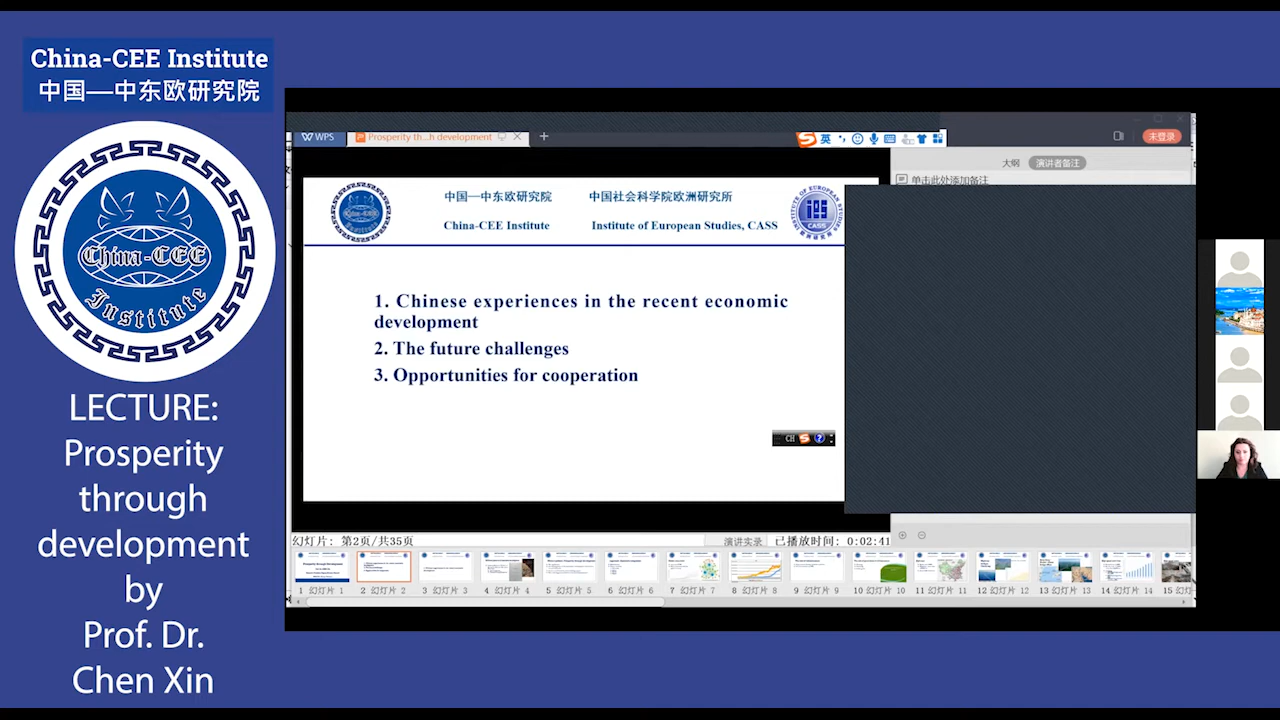 China-CEE Institute
中国—中东欧研究院
China-CEE
Institute
LECTURE:
Prosperity
through
development
by
Prof. Dr.
Chen Xin
WPS
Prosperity th...h development
英
未登录
大纲
演讲者备注
单击此处添加备注
中国—中东欧研究院
中国社会科学院欧洲研究所
China-CEE Institute
Institute of European Studies, CASS
INSTITUTE OF EUROPEAN STUDIES
CASS
1. Chinese experiences in the recent economic
development
2. The future challenges
3. Opportunities for cooperation
CH
幻灯片: 第2页/共35页
演讲实录
已播放时间: 0:02:41
1 幻灯片 1
2 幻灯片 2
3 幻灯片 3
4 幻灯片 4
5 幻灯片 5
6 幻灯片 6
7 幻灯片 7
8 幻灯片 8
9 幻灯片 9
10 幻灯片 10
11 幻灯片 11
12 幻灯片 12
13 幻灯片 13
14 幻灯片 14
15 幻灯